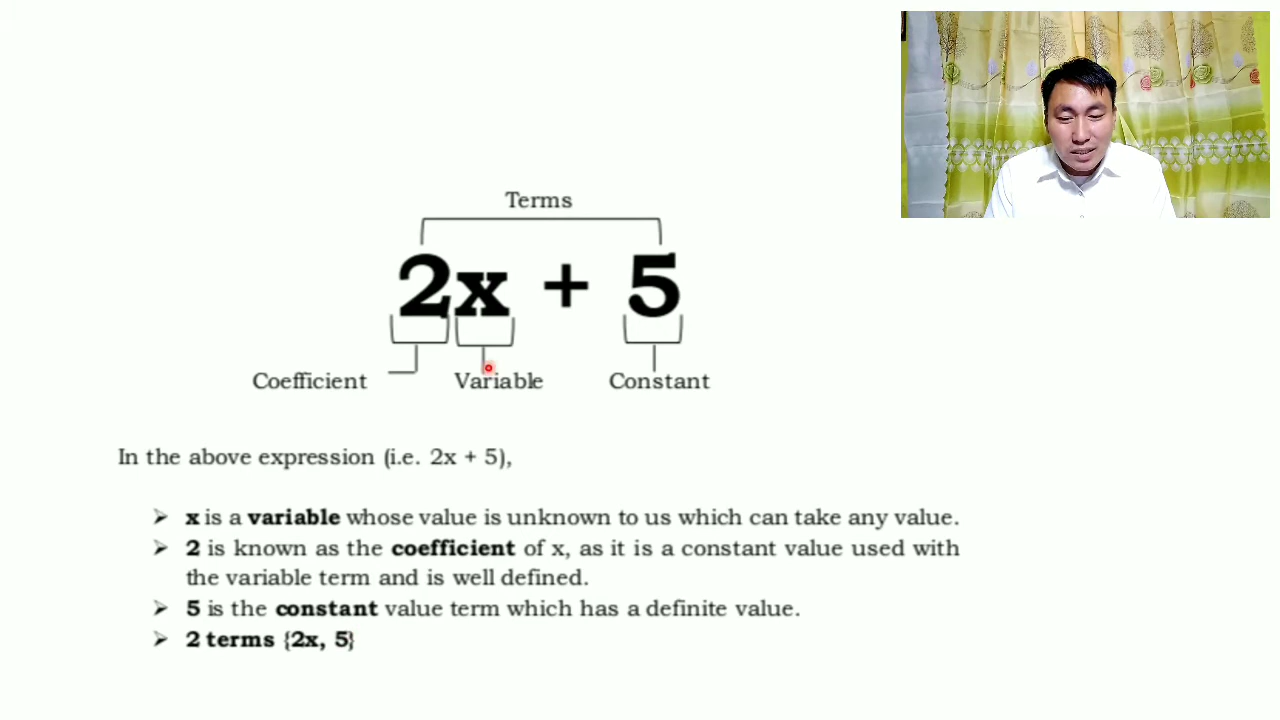 Terms
2x + 5
Coefficient Variable Constant
In the above expression (i.e. 2x + 5),
➢ x is a variable whose value is unknown to us which can take any value.
➢ 2 is known as the coefficient of x, as it is a constant value used with
the variable term and is well defined.
➢ 5 is the constant value term which has a definite value.
➢ 2 terms {2x, 5}